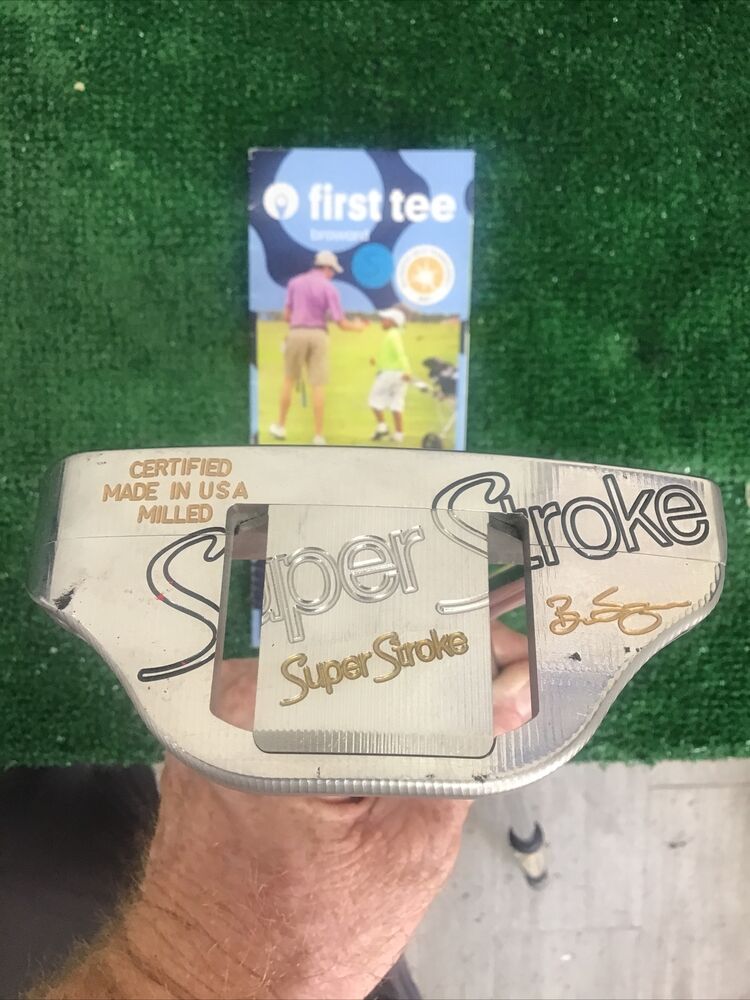 first tee
broward
CERTIFIED
MADE IN USA
MILLED
Super Stroke
Super Stroke